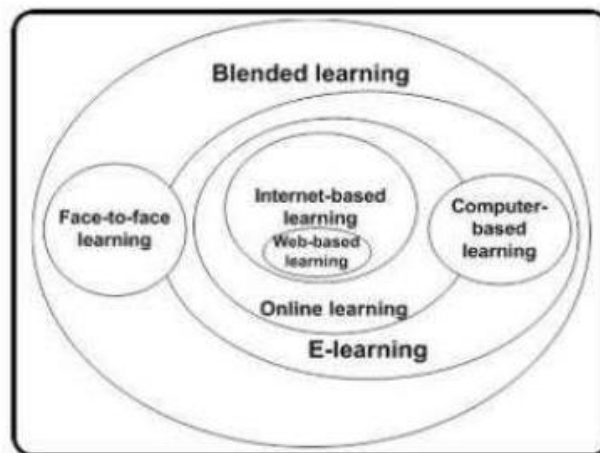 Blended learning
Face-to-face
learning
Internet-based
learning
Web-based
learning
Computer-
based
learning
Online learning
E-learning